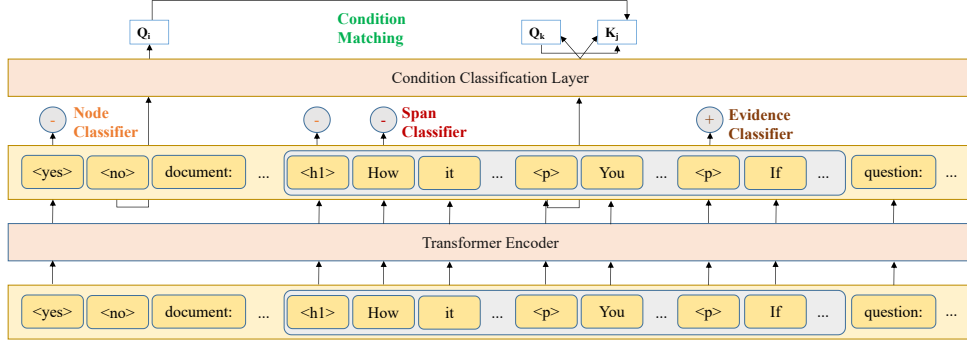 Condition
Matching
Qi Qk Kj
Condition Classification Layer
- Node
Classifier
- - Span
Classifier
+ Evidence
Classifier
<yes> <no> document: ... <h1> How it ... <p> You ... <p> If ... question: ...
Transformer Encoder
<yes> <no> document: ... <h1> How it ... <p> You ... <p> If ... question: ...